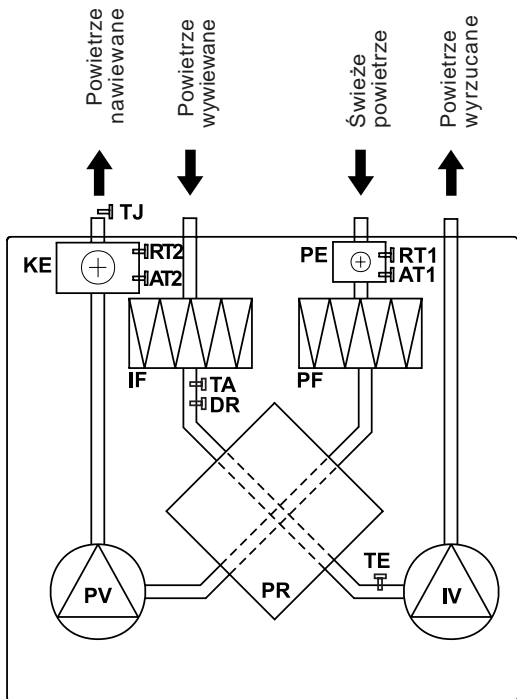 Powietrze
nawiewane
Powietrze
wywiewane
Świeże
powietrze
Powietrze
wyrzucane
TJ
KE
RT2
AT2
PE
RT1
AT1
IF
PF
TA
DR
TE
PV
PR
IV